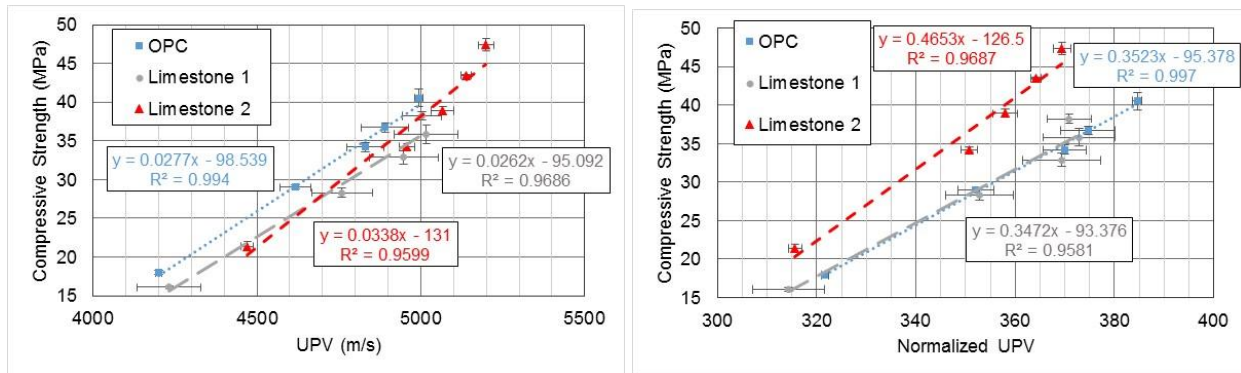 50
45
40
35
30
25
20
15
Compressive Strength (MPa)
OPC
Limestone 1
Limestone 2
y = 0.0277x - 98.539
R² = 0.994
y = 0.0262x - 95.092
R² = 0.9686
y = 0.0338x - 131
R² = 0.9599
4000 4500 5000 5500
UPV (m/s)
50
45
40
35
30
25
20
15
Compressive Strength (MPa)
OPC
Limestone 1
Limestone 2
y = 0.4653x - 126.5
R² = 0.9687
y = 0.3523x - 95.378
R² = 0.997
y = 0.3472x - 93.376
R² = 0.9581
300 320 340 360 380 400
Normalized UPV